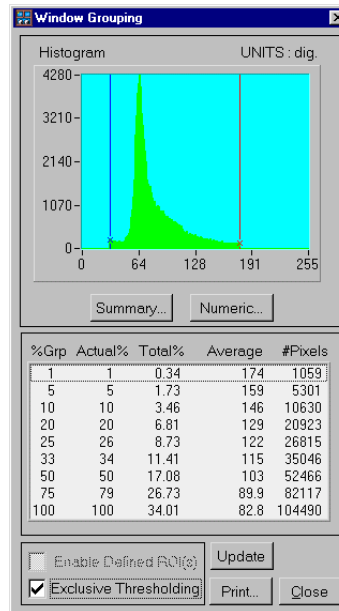 Window Grouping
Histogram UNITS : dig.
4280
3210
2140
1070
0
0 64 128 191 255
Summary... Numeric...
%Grp Actual% Total% Average #Pixels
1 1 0.34 174 1059
5 5 1.73 159 5301
10 10 3.46 146 10630
20 20 6.81 129 20923
25 26 8.73 122 26815
33 34 11.41 115 35046
50 50 17.08 103 52466
75 79 26.73 89.9 82117
100 100 34.01 82.8 104490
Enable Defined ROI(s) Update
Exclusive Thresholding Print... Close